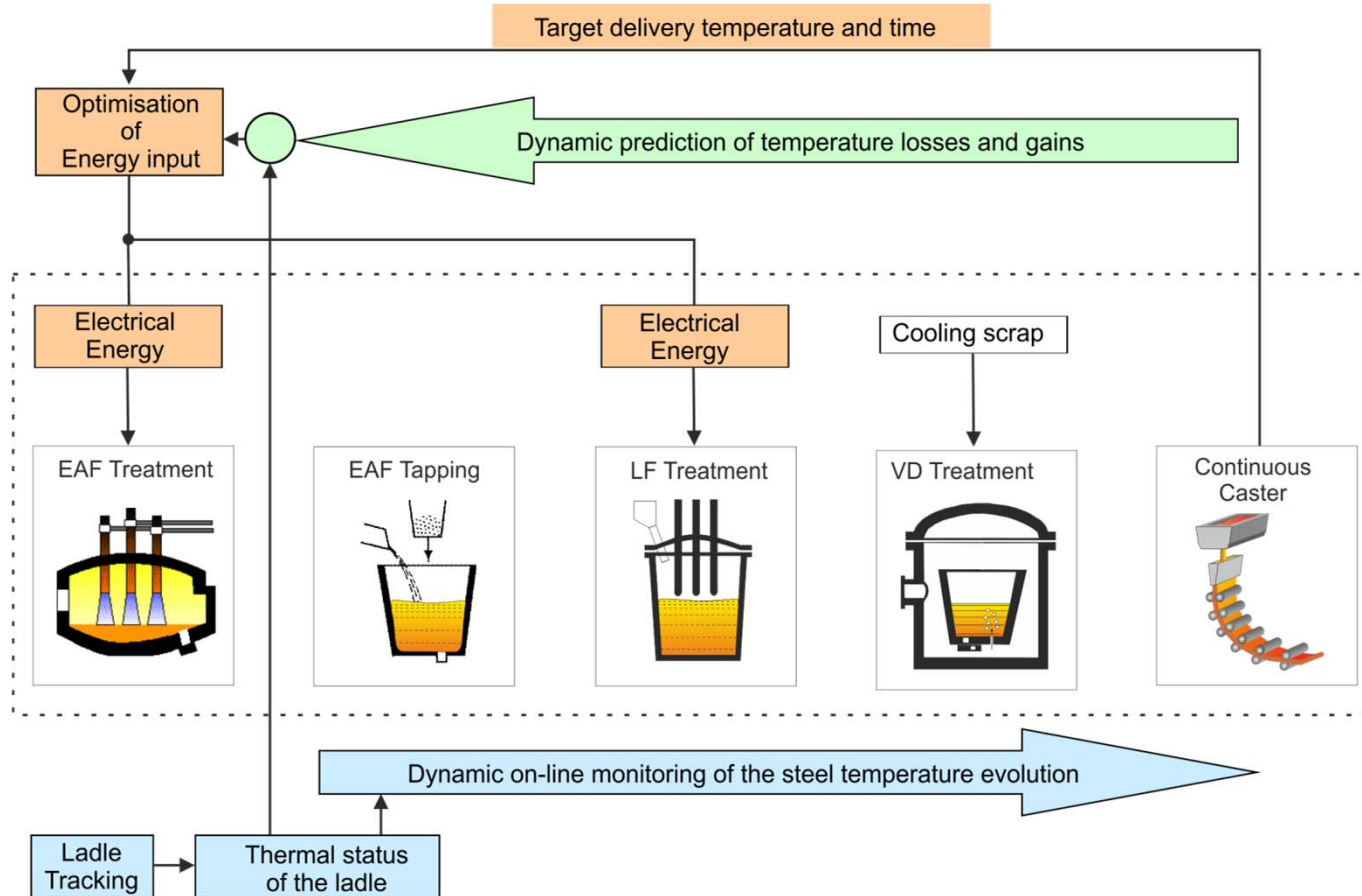 Target delivery temperature and time
Optimisation
of
Energy input
Dynamic prediction of temperature losses and gains
Electrical
Energy
Electrical
Energy
Cooling scrap
EAF Treatment
EAF Tapping
LF Treatment
VD Treatment
Continuous
Caster
Dynamic on-line monitoring of the steel temperature evolution
Ladle
Tracking
Thermal status
of the ladle